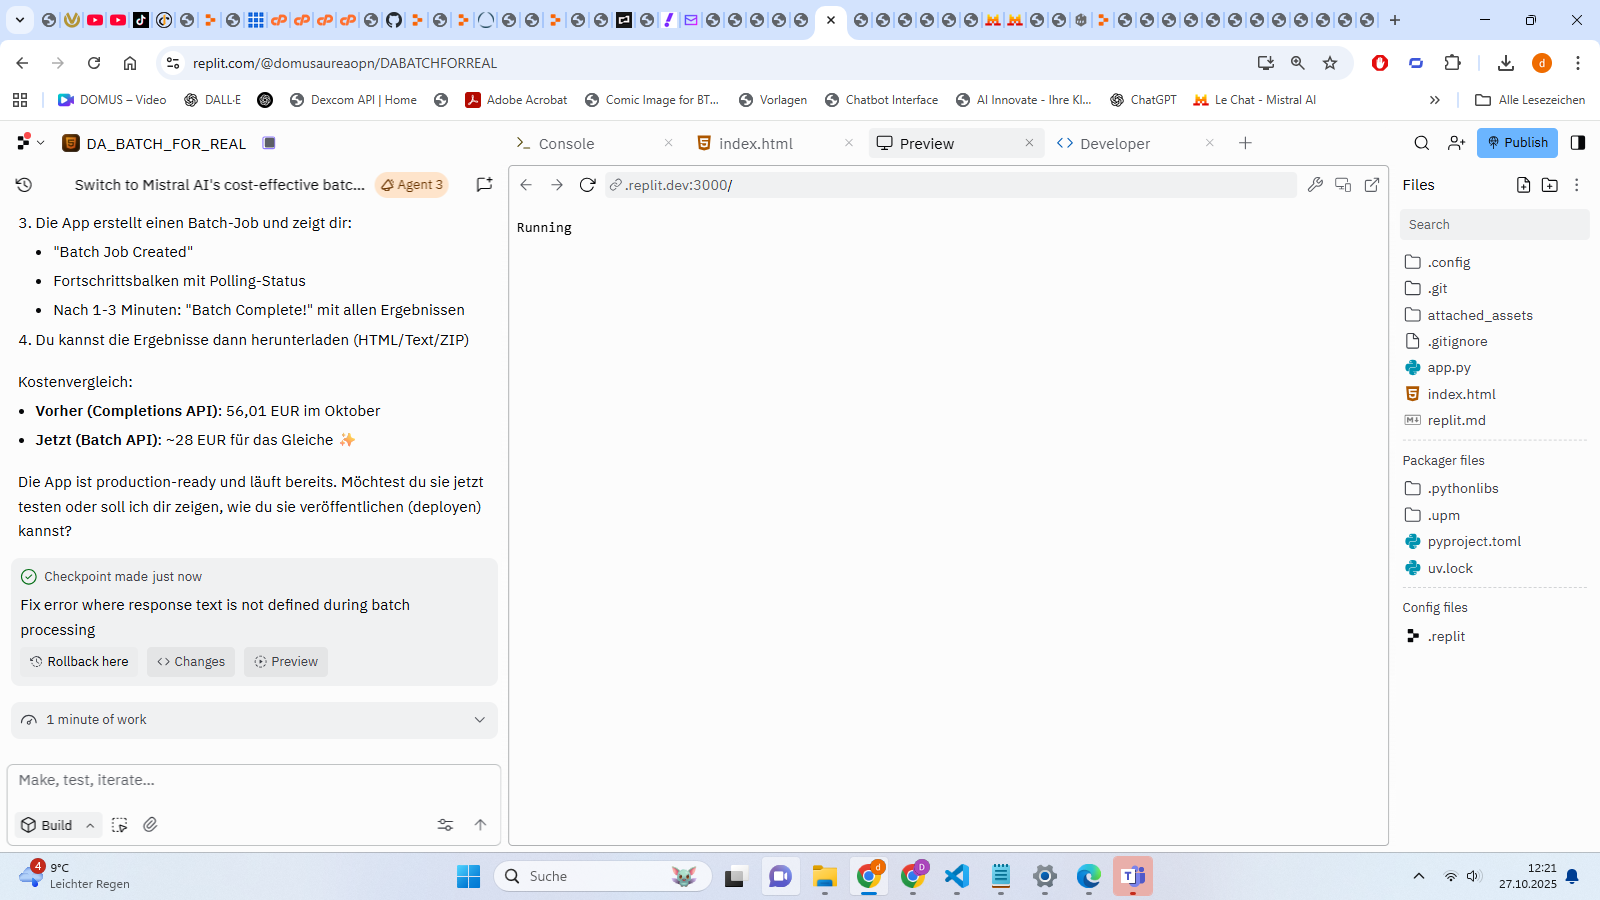 replit.com/@domusaureaopn/DABATCHFORREAL
d
DOMUS – Video
DALL·E
Dexcom API | Home
Adobe Acrobat
Comic Image for BT...
Vorlagen
Chatbot Interface
AI Innovate - Ihre KI...
ChatGPT
Le Chat - Mistral AI
»
Alle Lesezeichen
DA_BATCH_FOR_REAL
Console
index.html
Preview
Developer
Publish
Switch to Mistral AI's cost-effective batc...
Agent 3
3. Die App erstellt einen Batch-Job und zeigt dir:
• "Batch Job Created"
• Fortschrittsbalken mit Polling-Status
• Nach 1-3 Minuten: "Batch Complete!" mit allen Ergebnissen
4. Du kannst die Ergebnisse dann herunterladen (HTML/Text/ZIP)
Kostenvergleich:
• Vorher (Completions API): 56,01 EUR im Oktober
• Jetzt (Batch API): ~28 EUR für das Gleiche ✨
Die App ist production-ready und läuft bereits. Möchtest du sie jetzt
testen oder soll ich dir zeigen, wie du sie veröffentlichen (deployen)
kannst?
Checkpoint made just now
Fix error where response text is not defined during batch
processing
Rollback here
Changes
Preview
1 minute of work
Make, test, iterate...
Build
.replit.dev:3000/
Running
Files
Search
.config
.git
attached_assets
.gitignore
app.py
index.html
replit.md
Packager files
.pythonlibs
.upm
pyproject.toml
uv.lock
Config files
.replit
4
9°C
Leichter Regen
Suche
d
D
12:21
27.10.2025